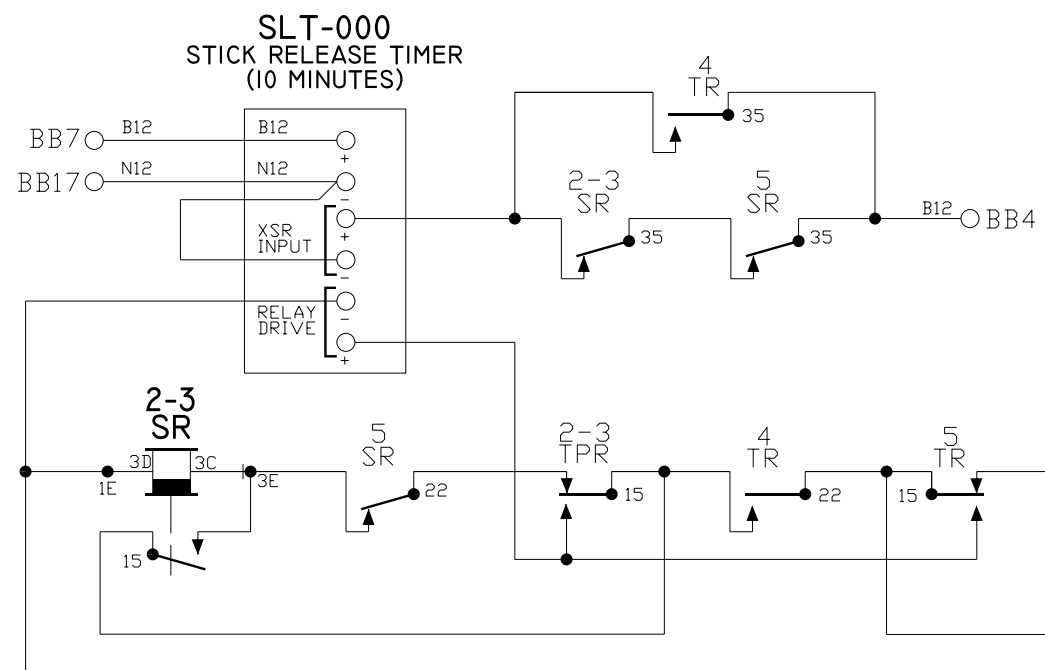 SLT-000
STICK RELEASE TIMER
(10 MINUTES)
4
TR
35
BB7
B12
B12
+
BB17
N12
N12
-
2-3
SR
35
5
SR
35
B12
BB4
XSR
INPUT
+
-
RELAY
DRIVE
-
+
2-3
SR
3D
3C
1E
3E
15
5
SR
22
2-3
TPR
15
4
TR
22
5
TR
15